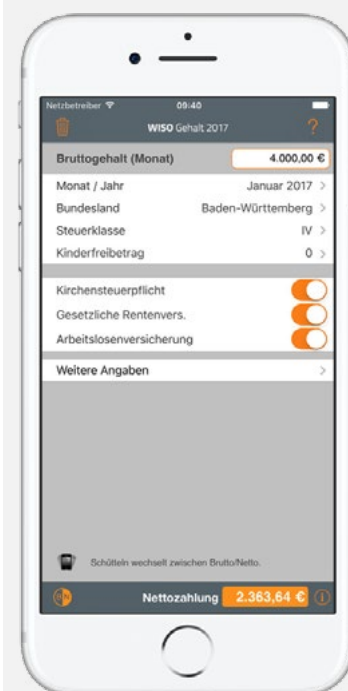 Netzbetreiber 09:40
WISO Gehalt 2017 ?
Bruttogehalt (Monat) 4.000,00 €
Monat / Jahr Januar 2017 >
Bundesland Baden-Württemberg >
Steuerklasse IV >
Kinderfreibetrag 0 >
Kirchensteuerpflicht
Gesetzliche Rentenvers.
Arbeitslosenversicherung
Weitere Angaben >
Schütteln wechselt zwischen Brutto/Netto.
Nettozahlung 2.363,64 € i